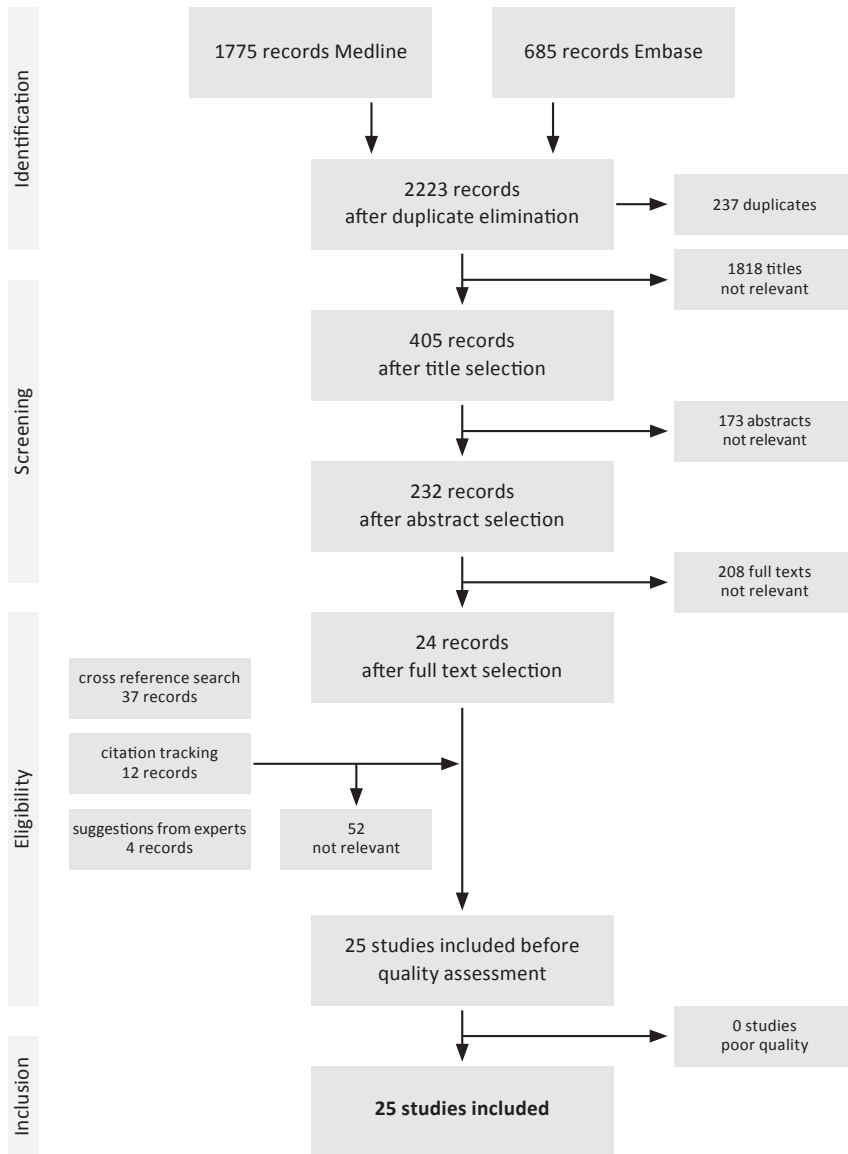 Identification
1775 records Medline
685 records Embase
2223 records
after duplicate elimination
237 duplicates
1818 titles
not relevant
Screening
405 records
after title selection
173 abstracts
not relevant
232 records
after abstract selection
208 full texts
not relevant
Eligibility
24 records
after full text selection
cross reference search
37 records
citation tracking
12 records
suggestions from experts
4 records
52
not relevant
25 studies included before
quality assessment
0 studies
poor quality
Inclusion
25 studies included